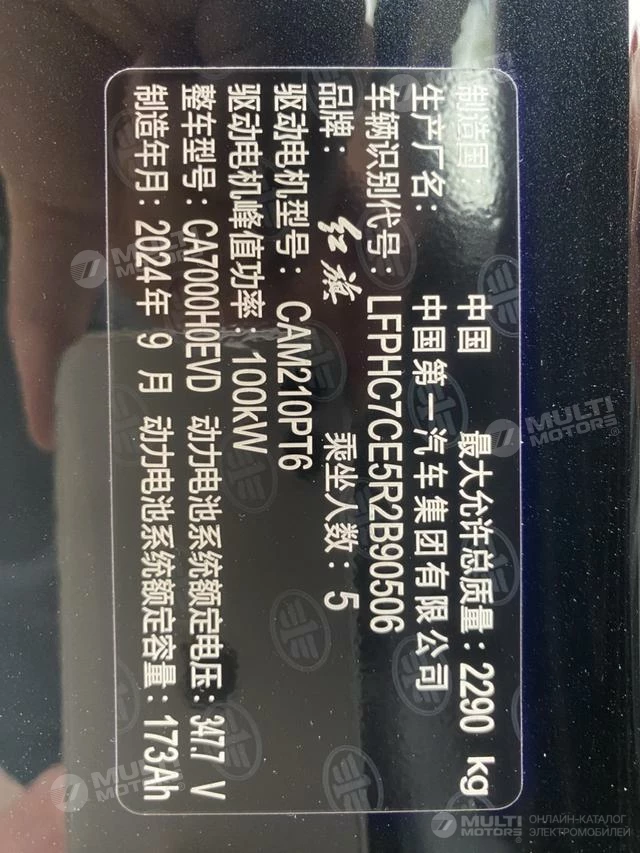 制造国: 中国 最大允许总质量:2290 kg
生产厂名: 中国第一汽车集团有限公司
车辆识别代号: LFPHC7CE5R2B90506
品牌: 红旗 乘坐人数:5
驱动电机型号: CAM210PT6
驱动电机峰值功率:100kW
整车型号: CA7000H0EVD 动力电池系统额定电压:347.7 V
制造年月: 2024年9月 动力电池系统额定容量:173Ah
MULTI MOTORS
MULTI MOTORS
MULTI MOTORS
MULTI MOTORS
MULTI MOTORS ОНЛАЙН-КАТАЛОГ ЭЛЕКТРОМОБИЛЕЙ